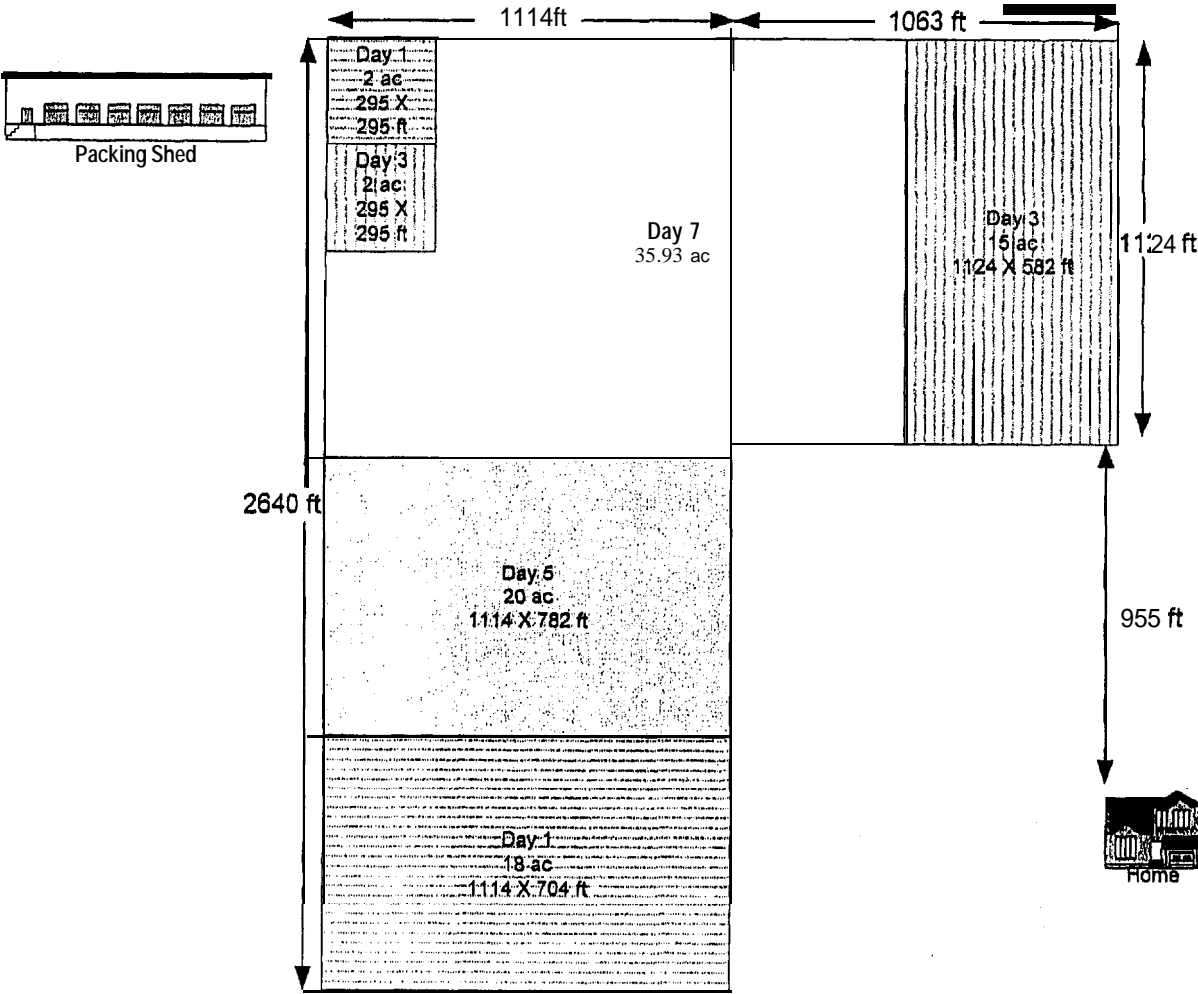 1114ft
1063 ft
Day 1
2 ac
295 X
295 ft
Packing Shed
Day 3
2 ac
295 X
295 ft
Day 7
35.93 ac
Day 3
15 ac
1124 X 582 ft
1124 ft
2640 ft
Day 5
20 ac
1114 X 782 ft
955 ft
Day 1
18 ac
1114 X 704 ft
Home